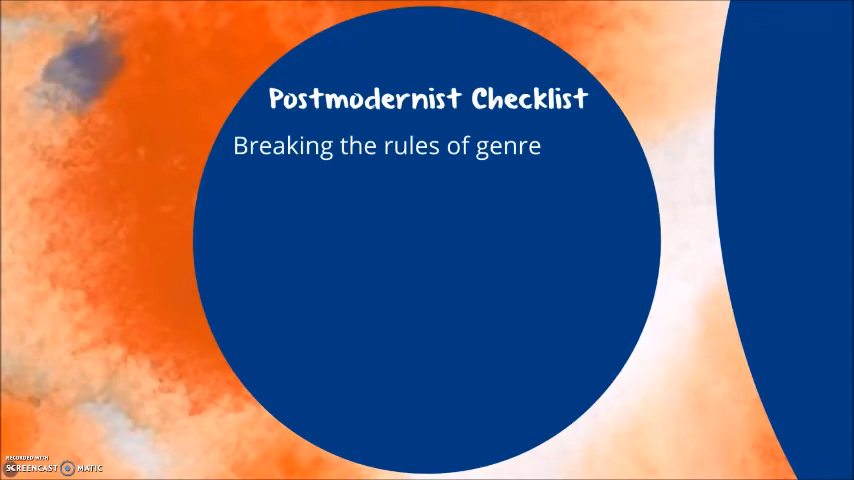 Postmodernist Checklist
Breaking the rules of genre
RECORDED WITH
SCREENCAST MATIC